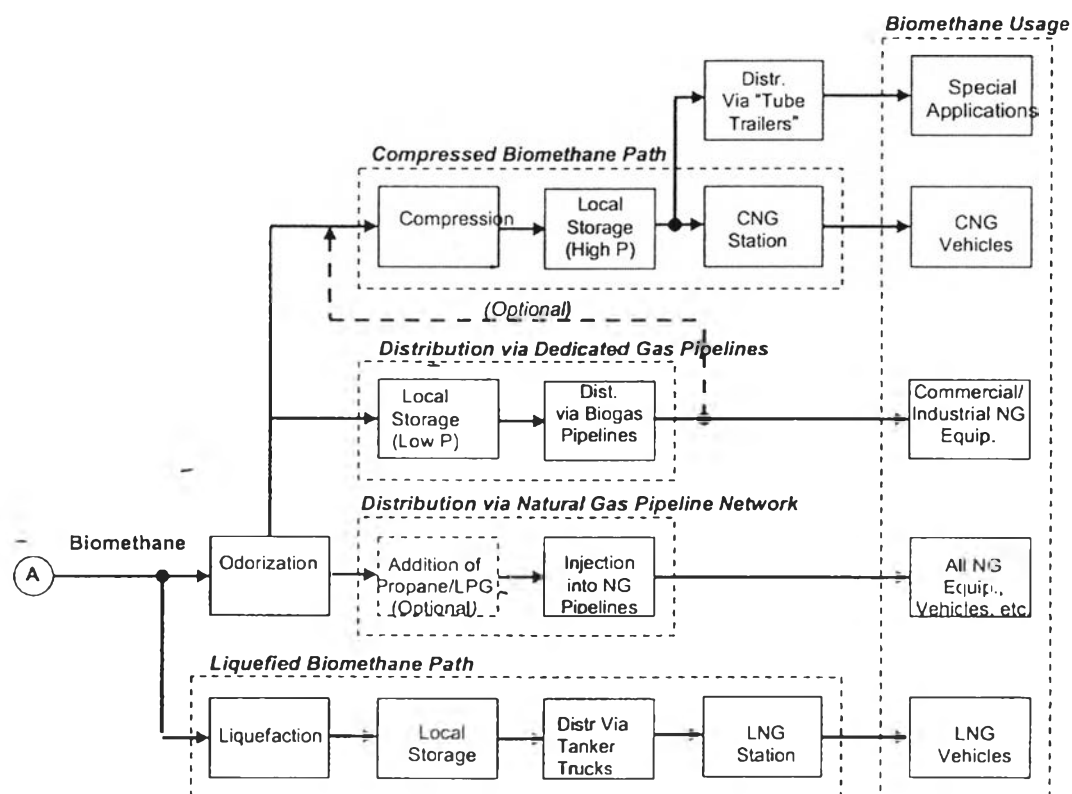 Biomethane Usage
Distr.
Via "Tube
Trailers"
Special
Applications
Compressed Biomethane Path
Compression
Local
Storage
(High P)
CNG
Station
CNG
Vehicles
(Optional)
Distribution via Dedicated Gas Pipelines
Local
Storage
(Low P)
Dist.
via Biogas
Pipelines
Commercial/
Industrial NG
Equip.
Distribution via Natural Gas Pipeline Network
Biomethane
A
Odorization
Addition of
Propane/LPG
(Optional)
Injection
into NG
Pipelines
All NG
Equip.,
Vehicles, etc
Liquefied Biomethane Path
Liquefaction
Local
Storage
Distr Via
Tanker
Trucks
LNG
Station
LNG
Vehicles